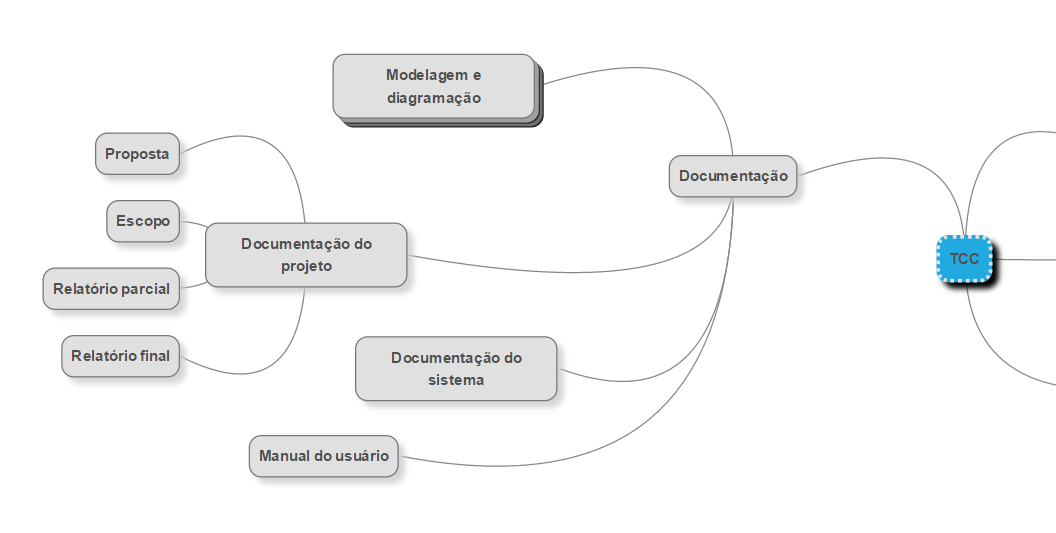 Modelagem e
diagramação
Proposta
Documentação
Escopo
Documentação do
projeto
TCC
Relatório parcial
Relatório final
Documentação do
sistema
Manual do usuário